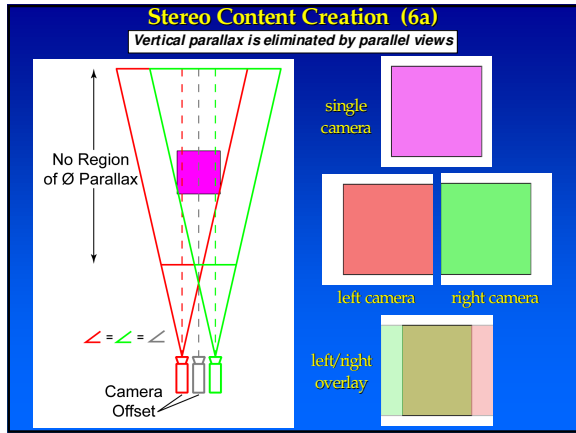 Stereo Content Creation (6a)
Vertical parallax is eliminated by parallel views
No Region
of Ø Parallax
∠ = ∠ = ∠
Camera
Offset
single
camera
left camera
right camera
left/right
overlay